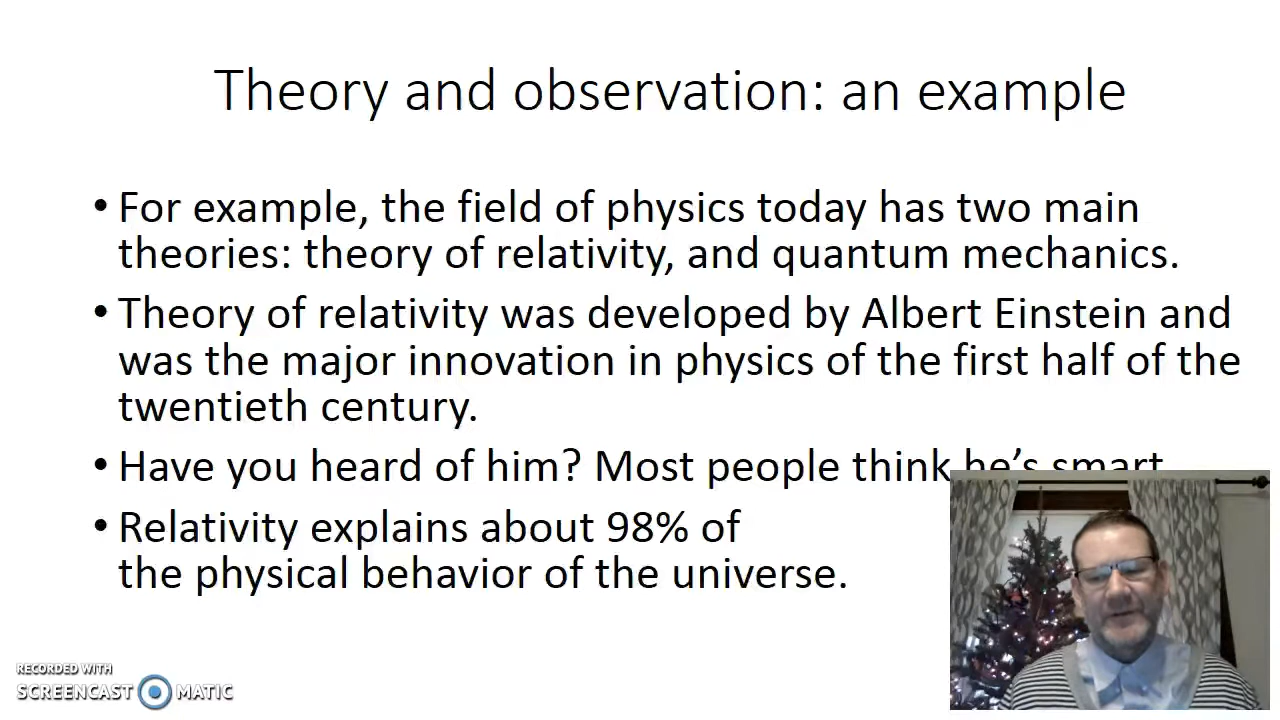 Theory and observation: an example
• For example, the field of physics today has two main
theories: theory of relativity, and quantum mechanics.
• Theory of relativity was developed by Albert Einstein and
was the major innovation in physics of the first half of the
twentieth century.
• Have you heard of him? Most people think he's smart
• Relativity explains about 98% of
the physical behavior of the universe.
RECORDED WITH
SCREENCAST MATIC